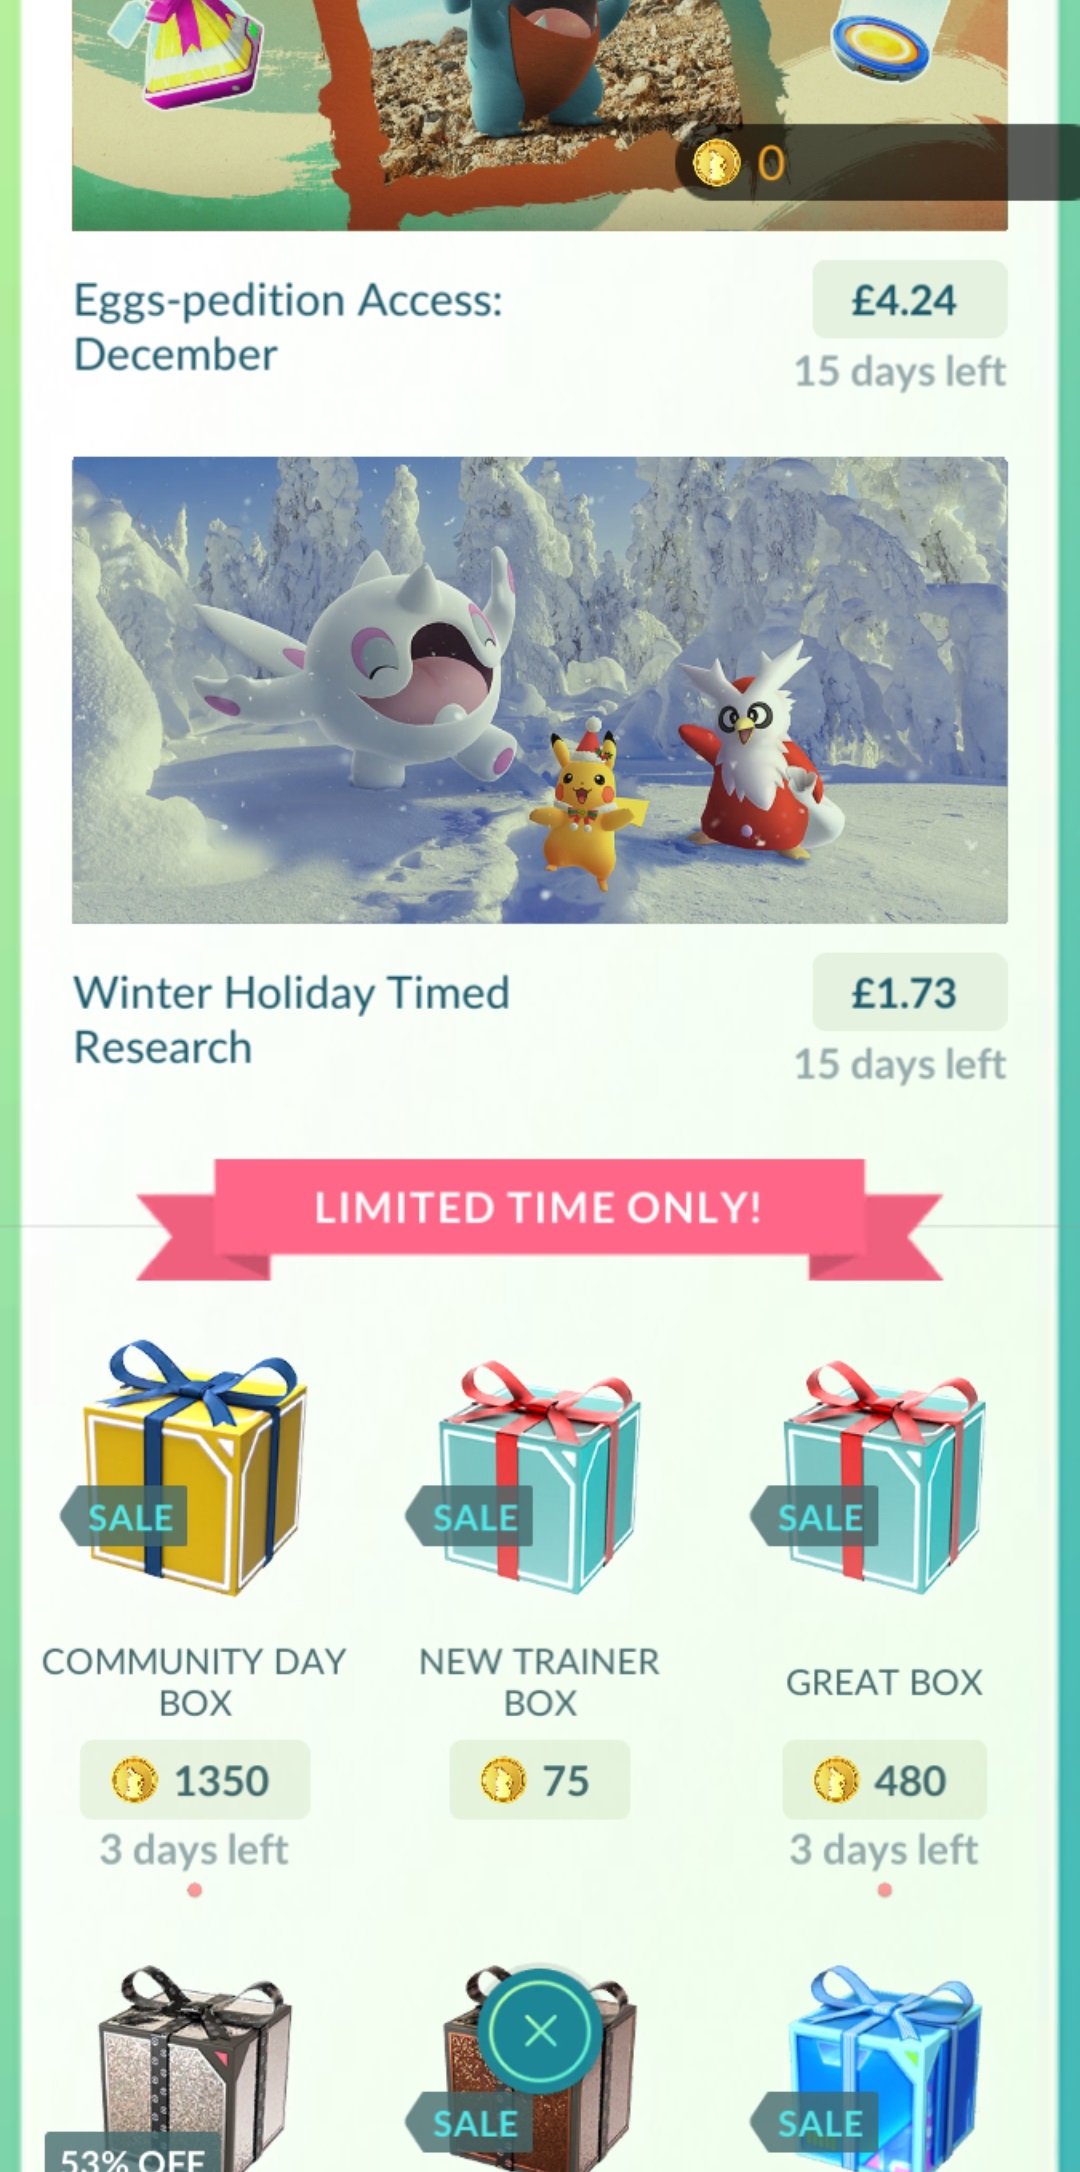 0
Eggs-pedition Access:
December
£4.24
15 days left
Winter Holiday Timed
Research
£1.73
15 days left
LIMITED TIME ONLY!
SALE
SALE
SALE
COMMUNITY DAY
BOX
NEW TRAINER
BOX
GREAT BOX
1350
75
480
3 days left
3 days left
SALE
SALE
53% OFF